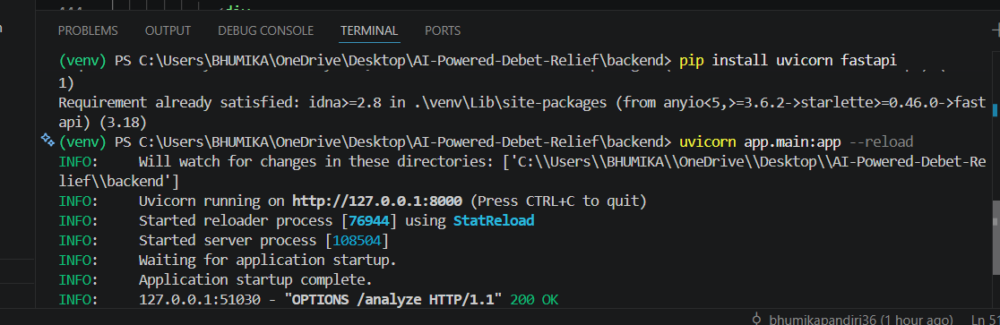 444
<div
PROBLEMS OUTPUT DEBUG CONSOLE TERMINAL PORTS
(venv) PS C:\Users\BHUMIKA\OneDrive\Desktop\AI-Powered-Debet-Relief\backend> pip install uvicorn fastapi
1)
Requirement already satisfied: idna>=2.8 in .\venv\Lib\site-packages (from anyio<5,>=3.6.2->starlette>=0.46.0->fast
api) (3.18)
(venv) PS C:\Users\BHUMIKA\OneDrive\Desktop\AI-Powered-Debet-Relief\backend> uvicorn app.main:app --reload
INFO: Will watch for changes in these directories: ['C:\\Users\\BHUMIKA\\OneDrive\\Desktop\\AI-Powered-Debet-Re
lief\\backend']
INFO: Uvicorn running on http://127.0.0.1:8000 (Press CTRL+C to quit)
INFO: Started reloader process [76944] using StatReload
INFO: Started server process [108504]
INFO: Waiting for application startup.
INFO: Application startup complete.
INFO: 127.0.0.1:51030 - "OPTIONS /analyze HTTP/1.1" 200 OK
bhumikapandiri36 (1 hour ago) Ln 5